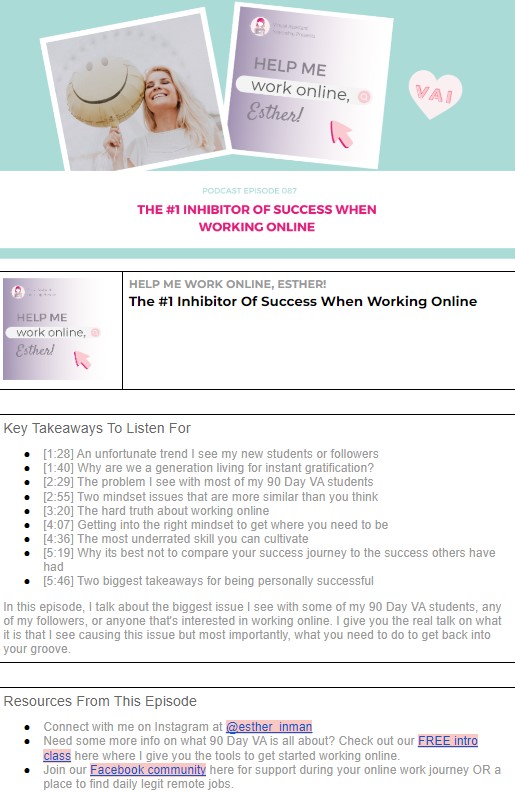 HELP ME
work online,
Esther!
VAI
PODCAST EPISODE 087
THE #1 INHIBITOR OF SUCCESS WHEN
WORKING ONLINE
HELP ME WORK ONLINE, ESTHER!
The #1 Inhibitor Of Success When Working Online
HELP ME
work online,
Esther!
Key Takeaways To Listen For
[1:28] An unfortunate trend I see my new students or followers
[1:40] Why are we a generation living for instant gratification?
[2:29] The problem I see with most of my 90 Day VA students
[2:55] Two mindset issues that are more similar than you think
[3:20] The hard truth about working online
[4:07] Getting into the right mindset to get where you need to be
[4:36] The most underrated skill you can cultivate
[5:19] Why its best not to compare your success journey to the success others have
had
[5:46] Two biggest takeaways for being personally successful
In this episode, I talk about the biggest issue I see with some of my 90 Day VA students, any
of my followers, or anyone that's interested in working online. I give you the real talk on what
it is that I see causing this issue but most importantly, what you need to do to get back into
your groove.
Resources From This Episode
Connect with me on Instagram at @esther_inman
Need some more info on what 90 Day VA is all about? Check out our FREE intro
class here where I give you the tools to get started working online.
Join our Facebook community here for support during your online work journey OR a
place to find daily legit remote jobs.